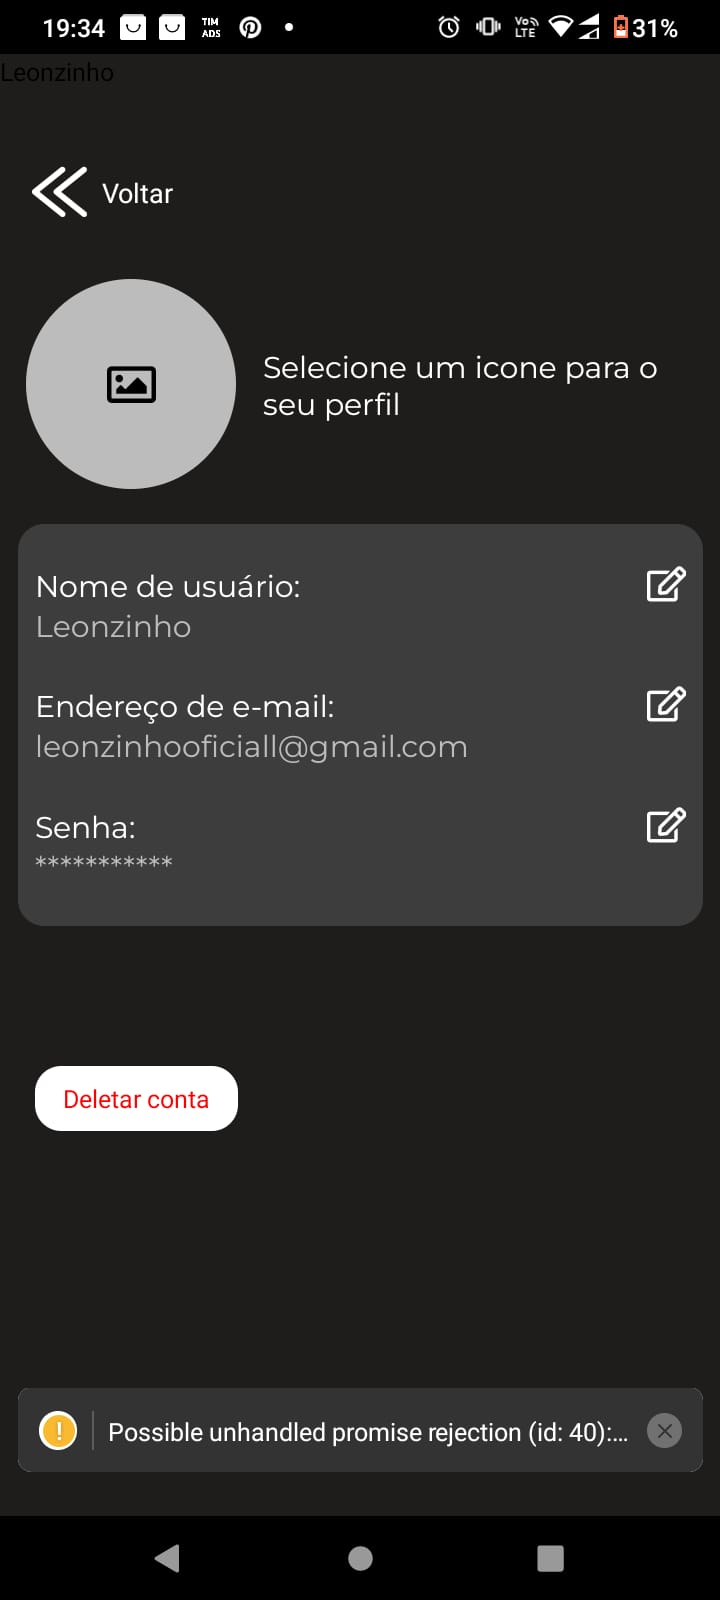 19:34
TIM
ADS
Vo))
LTE
31%
Leonzinho
Voltar
Selecione um icone para o
seu perfil
Nome de usuário:
Leonzinho
Endereço de e-mail:
leonzinhooficiall@gmail.com
Senha:
***********
Deletar conta
Possible unhandled promise rejection (id: 40):...